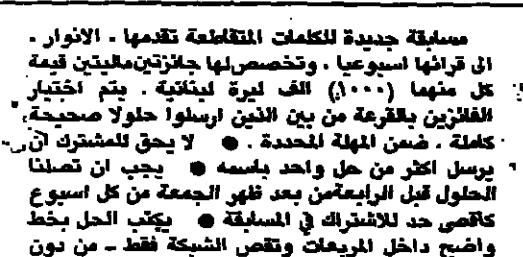 مسابقة جديدة للكلمات المتقاطعة تقدمها « الانوار »
الى قرائها اسبوعيا ، وتخصص لها جائزتين ماليتين قيمة
كل منهما (١٠٠٠) الف ليرة لبنانية . يتم اختيار
الفائزين بالقرعة من بين الذين ارسلوا حلولا صحيحة
كاملة ، ضمن المهلة المحددة . ● لا يحق للمشترك ان
يرسل اكثر من حل واحد باسمه ● يجب ان تصلنا
الحلول قبل الرابعة من بعد ظهر الجمعة من كل اسبوع
كأقصى حد للاشتراك في المسابقة ● يكتب الحل بخط
واضح داخل المربعات وتقص الشبكة فقط ـ من دون